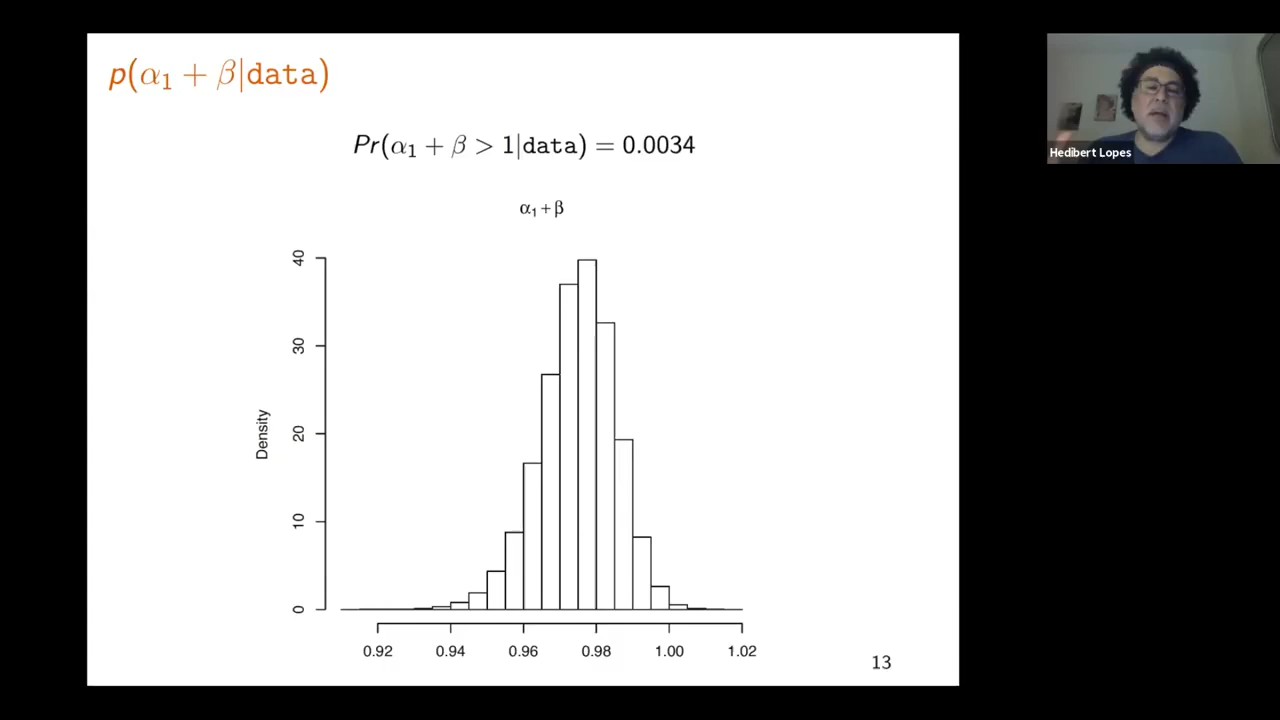 p(α₁ + β|data)
Pr(α₁ + β > 1|data) = 0.0034
α₁+β
40
30
20
10
0
Density
0.92 0.94 0.96 0.98 1.00 1.02
13
Hedibert Lopes